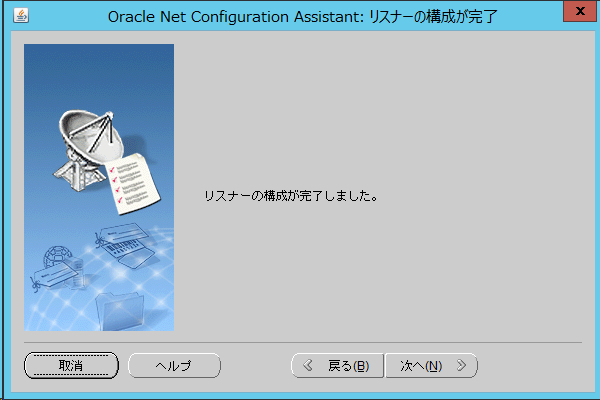 Oracle Net Configuration Assistant: リスナーの構成が完了
リスナーの構成が完了しました。
取消
ヘルプ
戻る(B)
次へ(N)